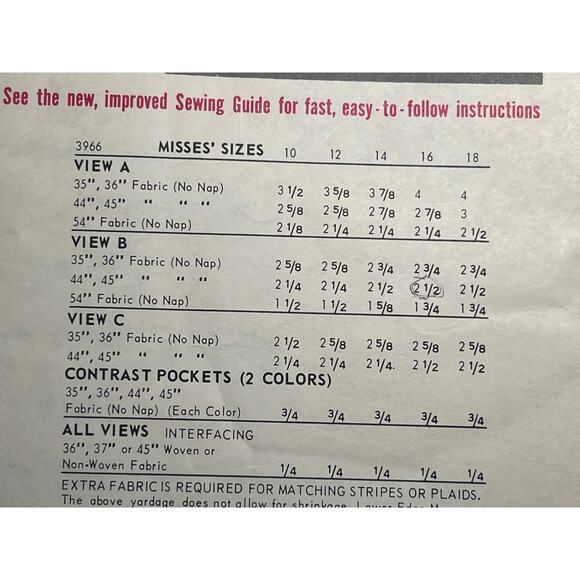 See the new, improved Sewing Guide for fast, easy-to-follow instructions
3966 MISSES' SIZES 10 12 14 16 18
VIEW A
35", 36" Fabric (No Nap) 3 1/2 3 5/8 3 7/8 4 4
44", 45" " " " 2 5/8 2 5/8 2 7/8 2 7/8 3
54" Fabric (No Nap) 2 1/8 2 1/4 2 1/4 2 1/4 2 1/2
VIEW B
35", 36" Fabric (No Nap) 2 5/8 2 5/8 2 3/4 2 3/4 2 3/4
44", 45" " " " 2 1/4 2 1/4 2 1/2 2 1/2 2 1/2
54" Fabric (No Nap) 1 1/2 1 1/2 1 5/8 1 3/4 1 3/4
VIEW C
35", 36" Fabric (No Nap) 2 1/2 2 5/8 2 5/8 2 5/8 2 5/8
44", 45" " " " 2 1/4 2 1/4 2 1/4. 2 1/2 2 1/2
CONTRAST POCKETS (2 COLORS)
35", 36", 44", 45"
Fabric (No Nap) (Each Color) 3/4 3/4 3/4 3/4 3/4
ALL VIEWS INTERFACING
36", 37" or 45" Woven or
Non-Woven Fabric 1/4 1/4 1/4 1/4 1/4
EXTRA FABRIC IS REQUIRED FOR MATCHING STRIPES OR PLAIDS.
The above yardage does not allow for shrinkage. Lower Edge